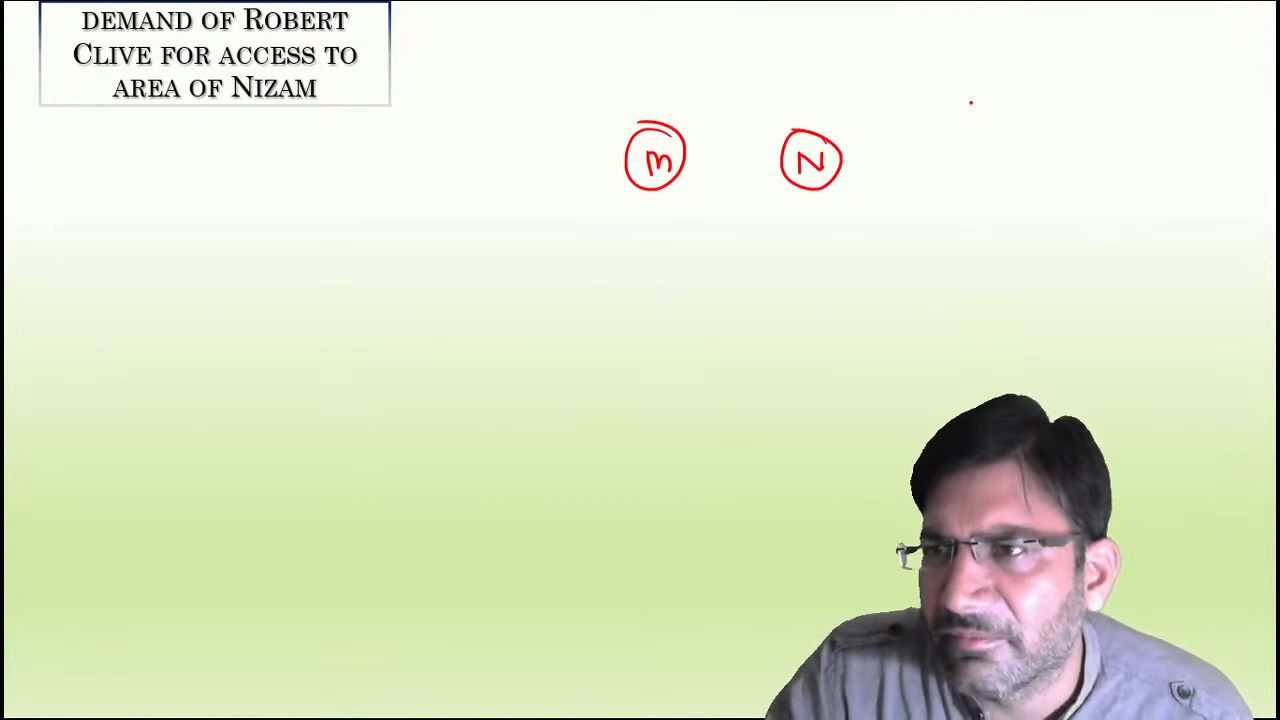 DEMAND OF ROBERT
CLIVE FOR ACCESS TO
AREA OF NIZAM
M N